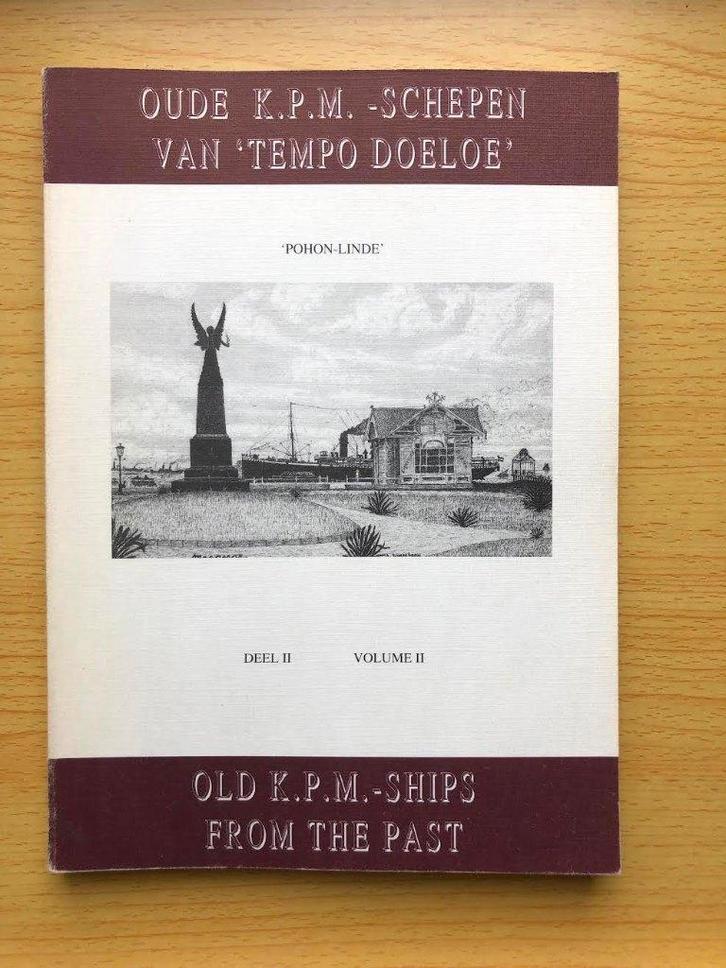 OUDE K.P.M. -SCHEPEN
VAN ‘TEMPO DOELOE’
‘POHON-LINDE’
DEEL II VOLUME II
OLD K.P.M.-SHIPS
FROM THE PAST